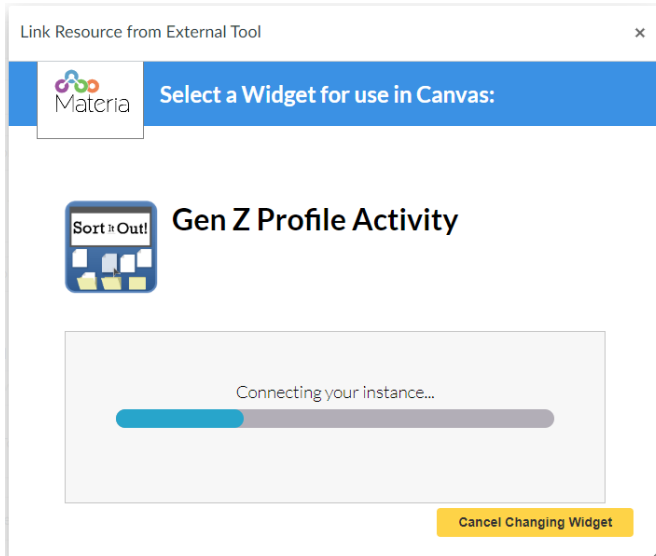 Link Resource from External Tool
×
Materia
Select a Widget for use in Canvas:
Sort It Out!
Gen Z Profile Activity
Connecting your instance...
Cancel Changing Widget